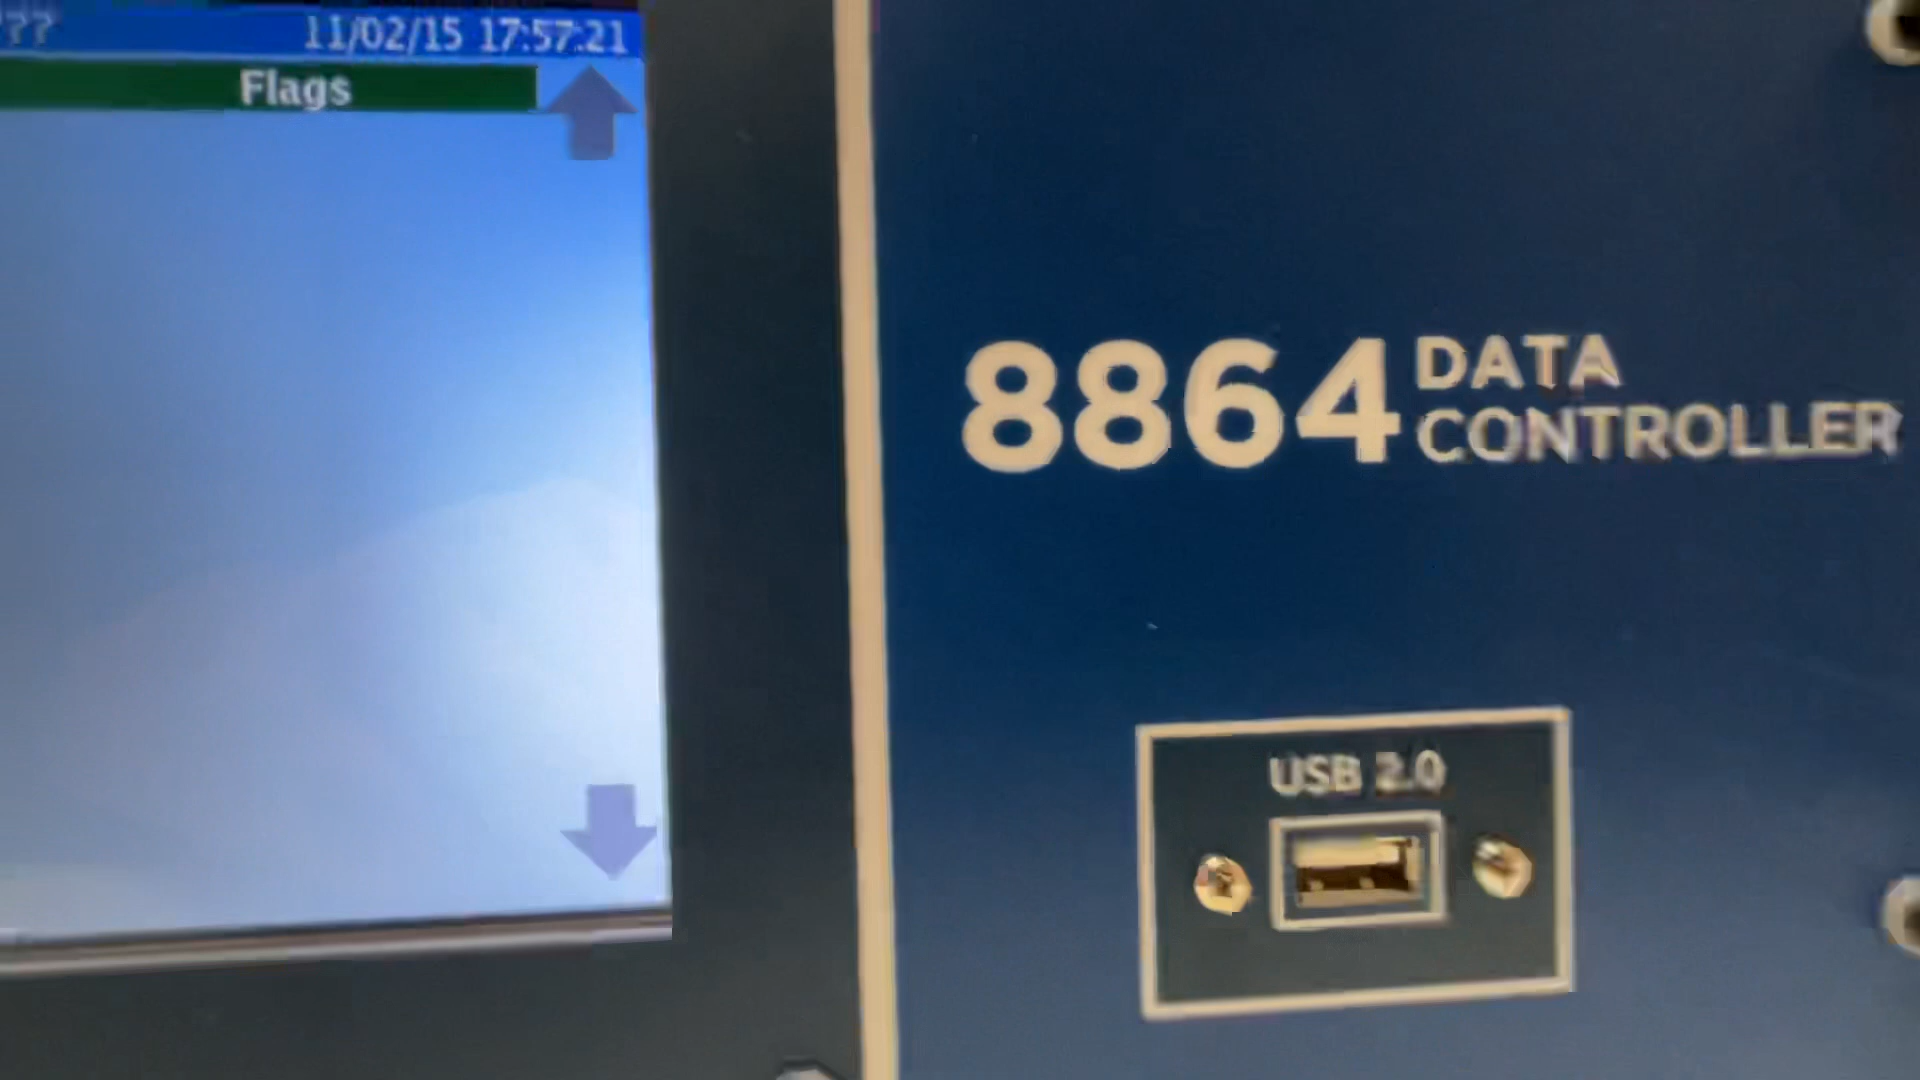 ?? 11/02/15 17:57:21
Flags
8864 DATA
CONTROLLER
USB 2.0